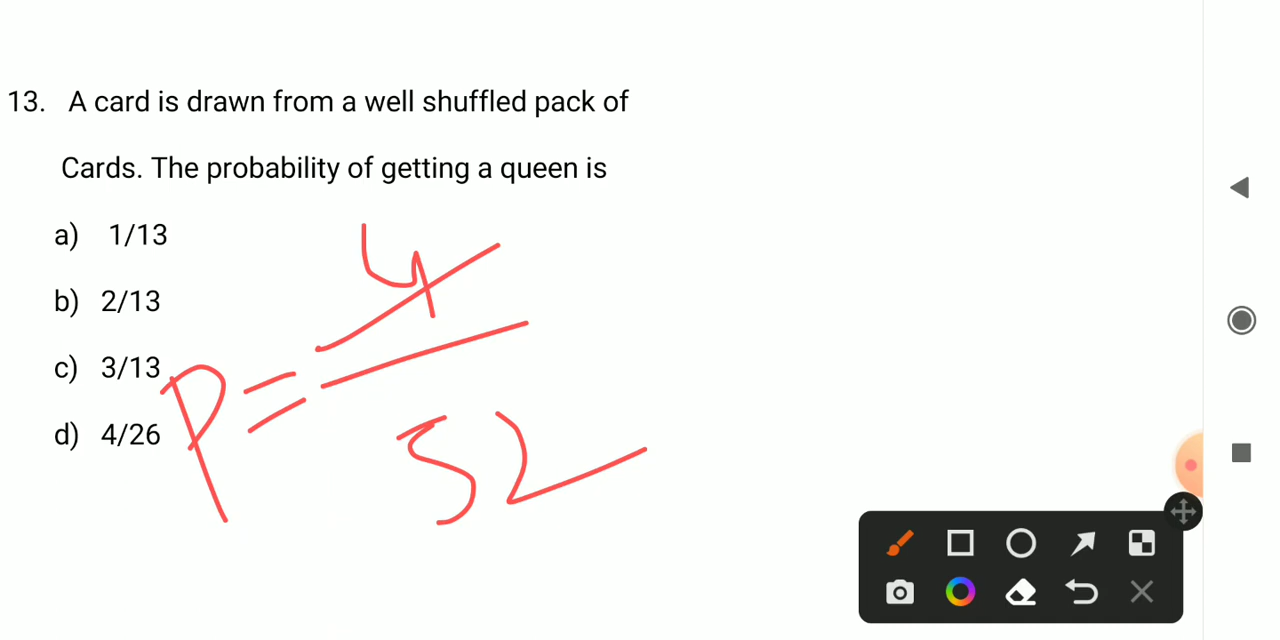 13. A card is drawn from a well shuffled pack of
Cards. The probability of getting a queen is
a) 1/13
b) 2/13
c) 3/13
d) 4/26
P = 4
52